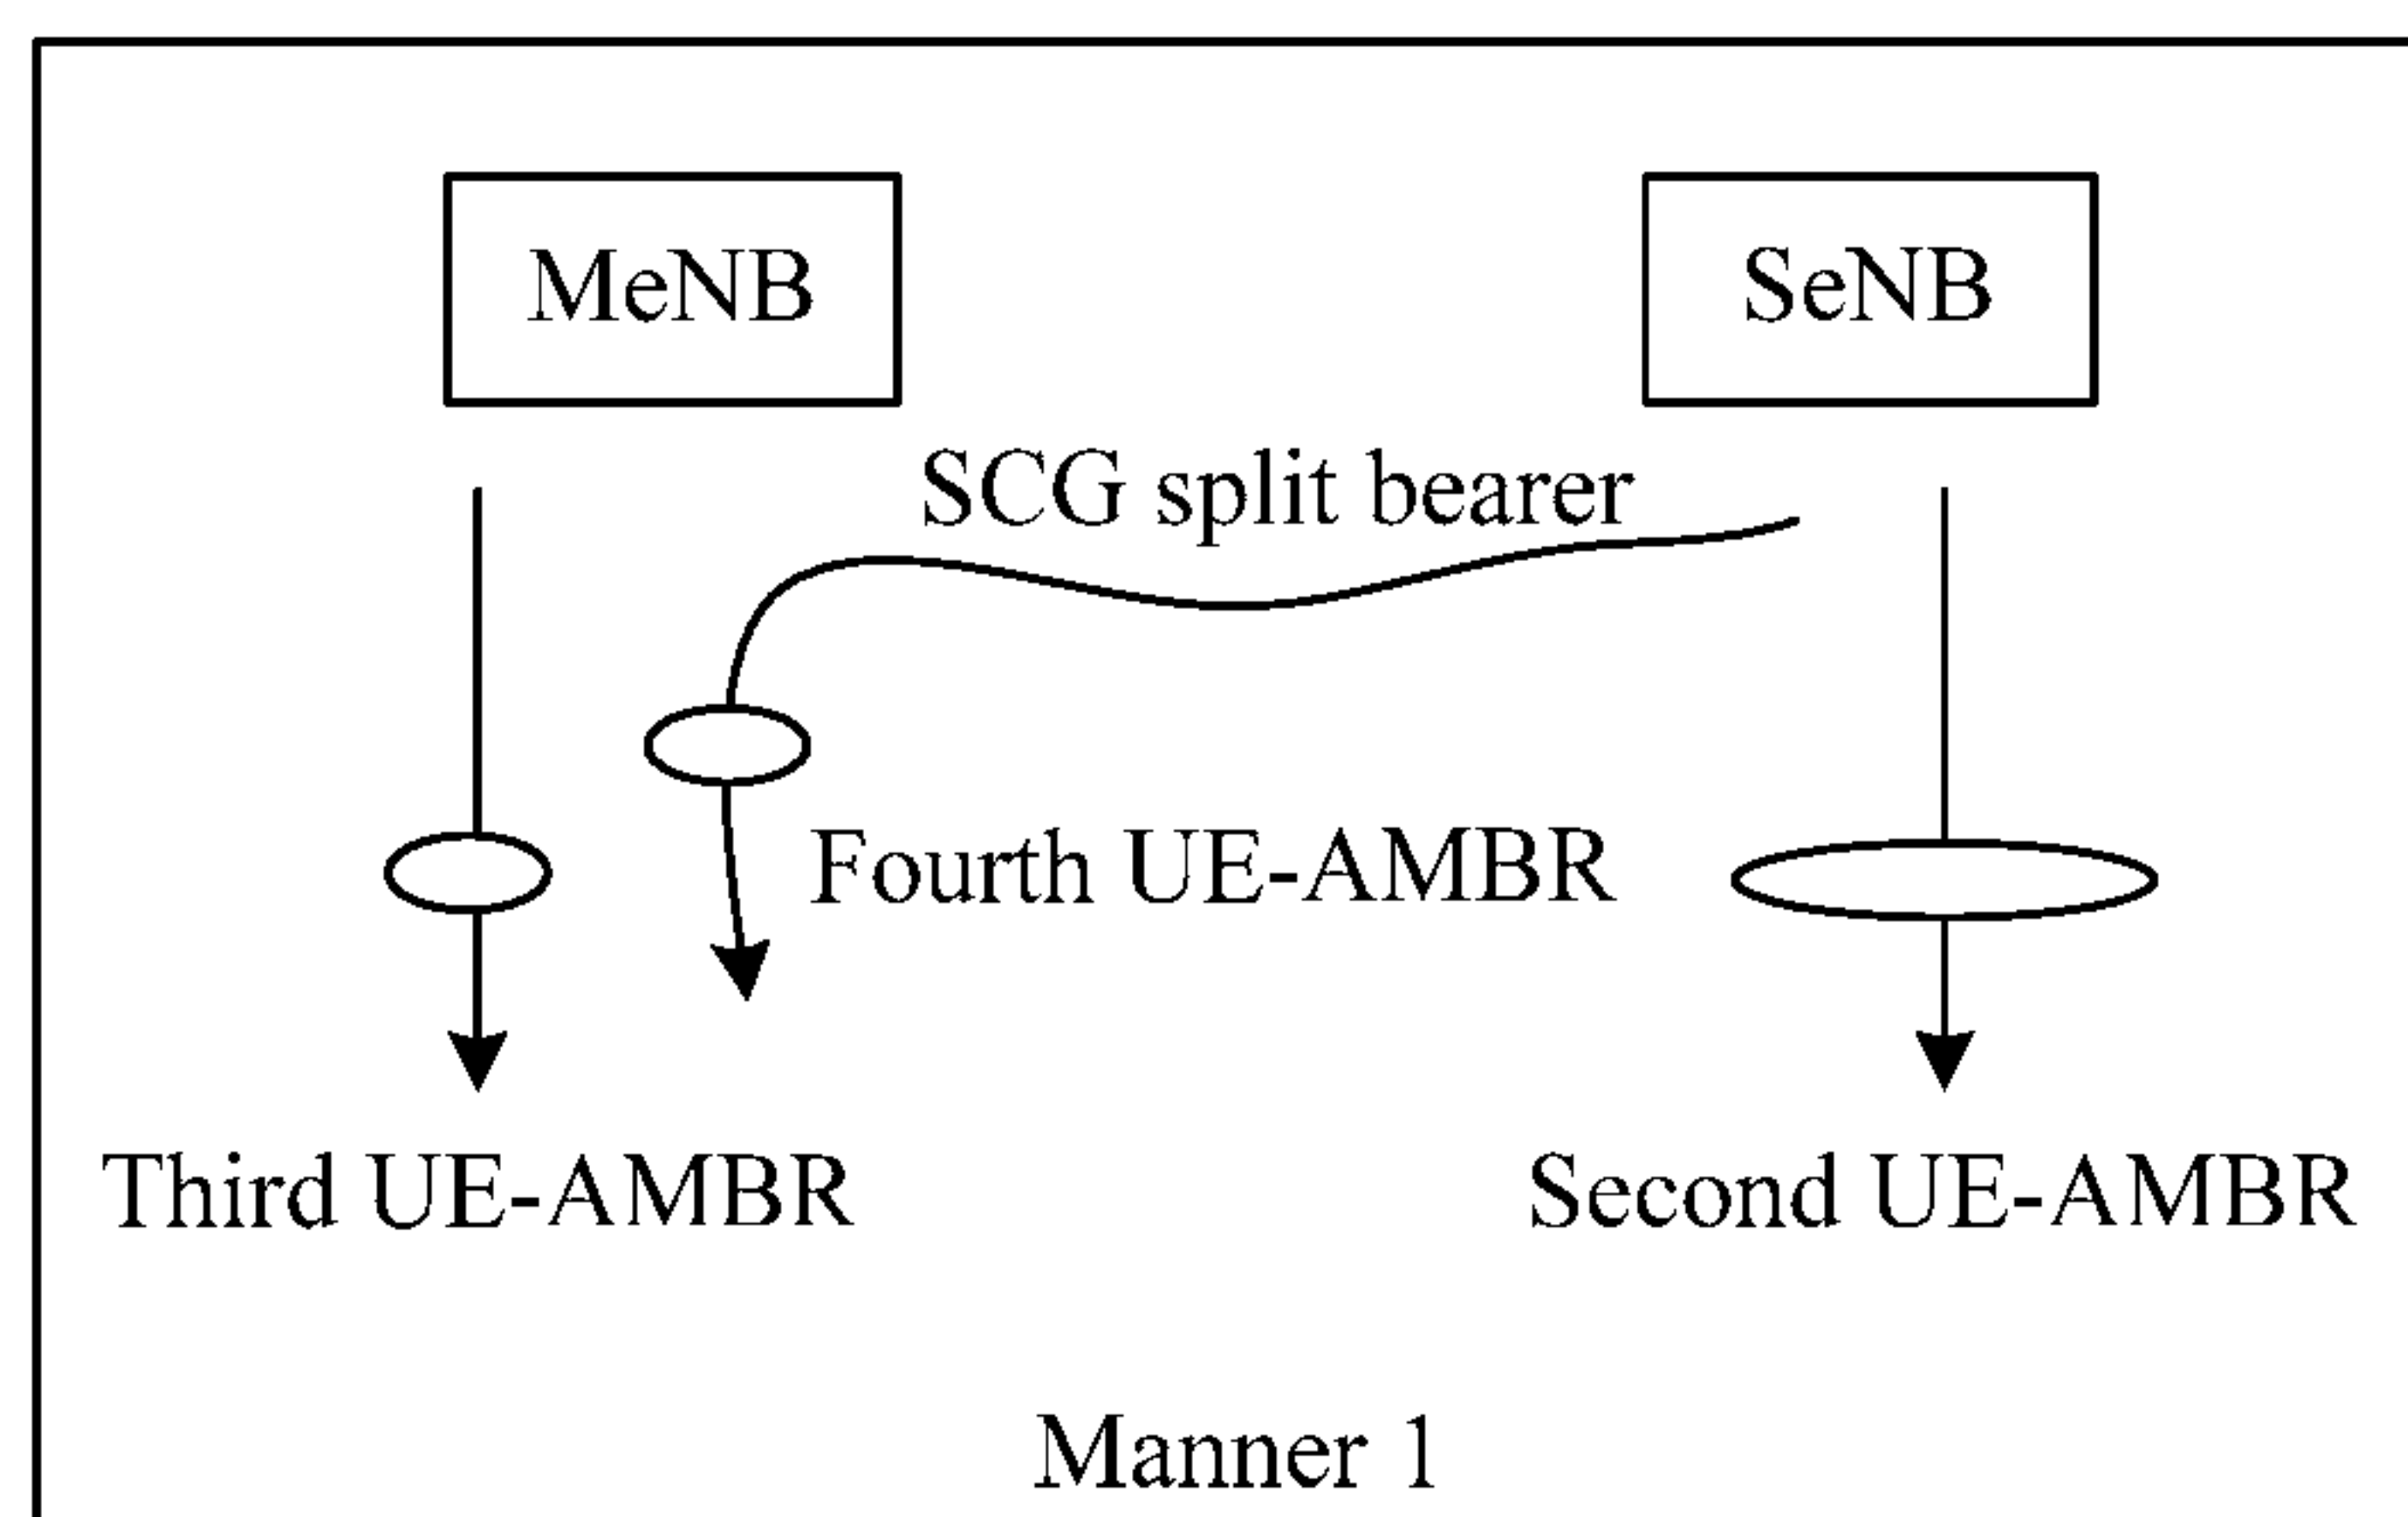 MeNB
SeNB
SCG split bearer
Fourth UE-AMBR
Third UE-AMBR
Second UE-AMBR
Manner 1